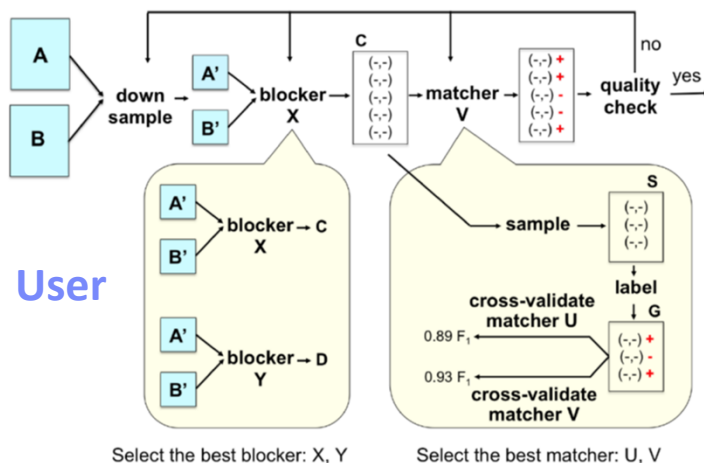 A
B
down
sample
A'
B'
blocker
X
C
(-,-)
(-,-)
(-,-)
(-,-)
(-,-)
matcher
V
(-,-) +
(-,-) +
(-,-) -
(-,-) -
(-,-) +
quality
check
no
yes
User
A'
B'
blocker
X
C
A'
B'
blocker
Y
D
sample
S
(-,-)
(-,-)
(-,-)
label
G
(-,-) +
(-,-) -
(-,-) +
cross-validate
matcher U
0.89 F₁
0.93 F₁
cross-validate
matcher V
Select the best blocker: X, Y
Select the best matcher: U, V